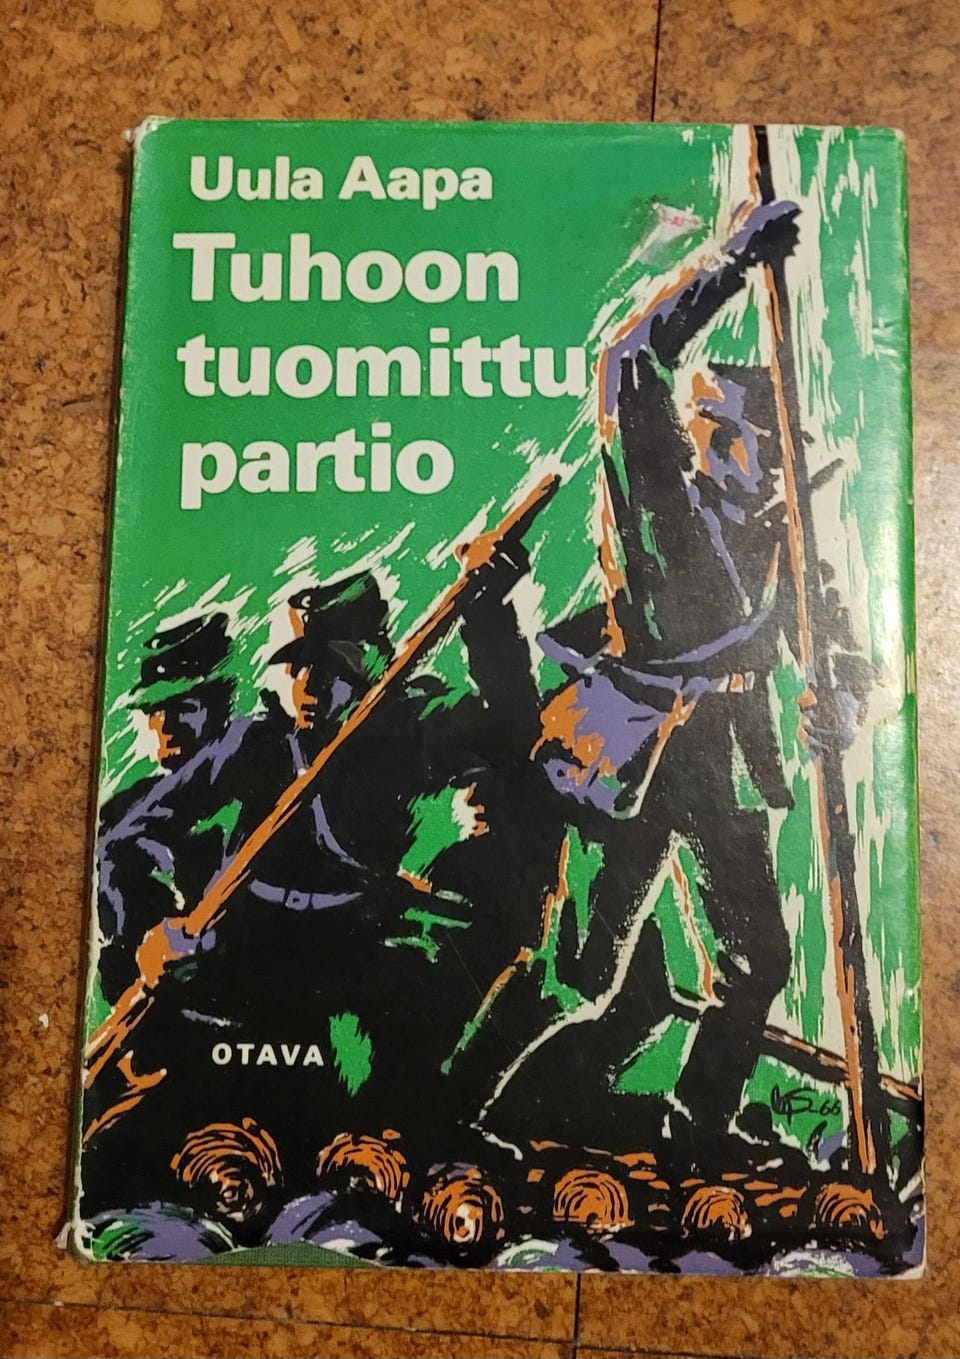 Uula Aapa
Tuhoon
tuomittu
partio
OTAVA